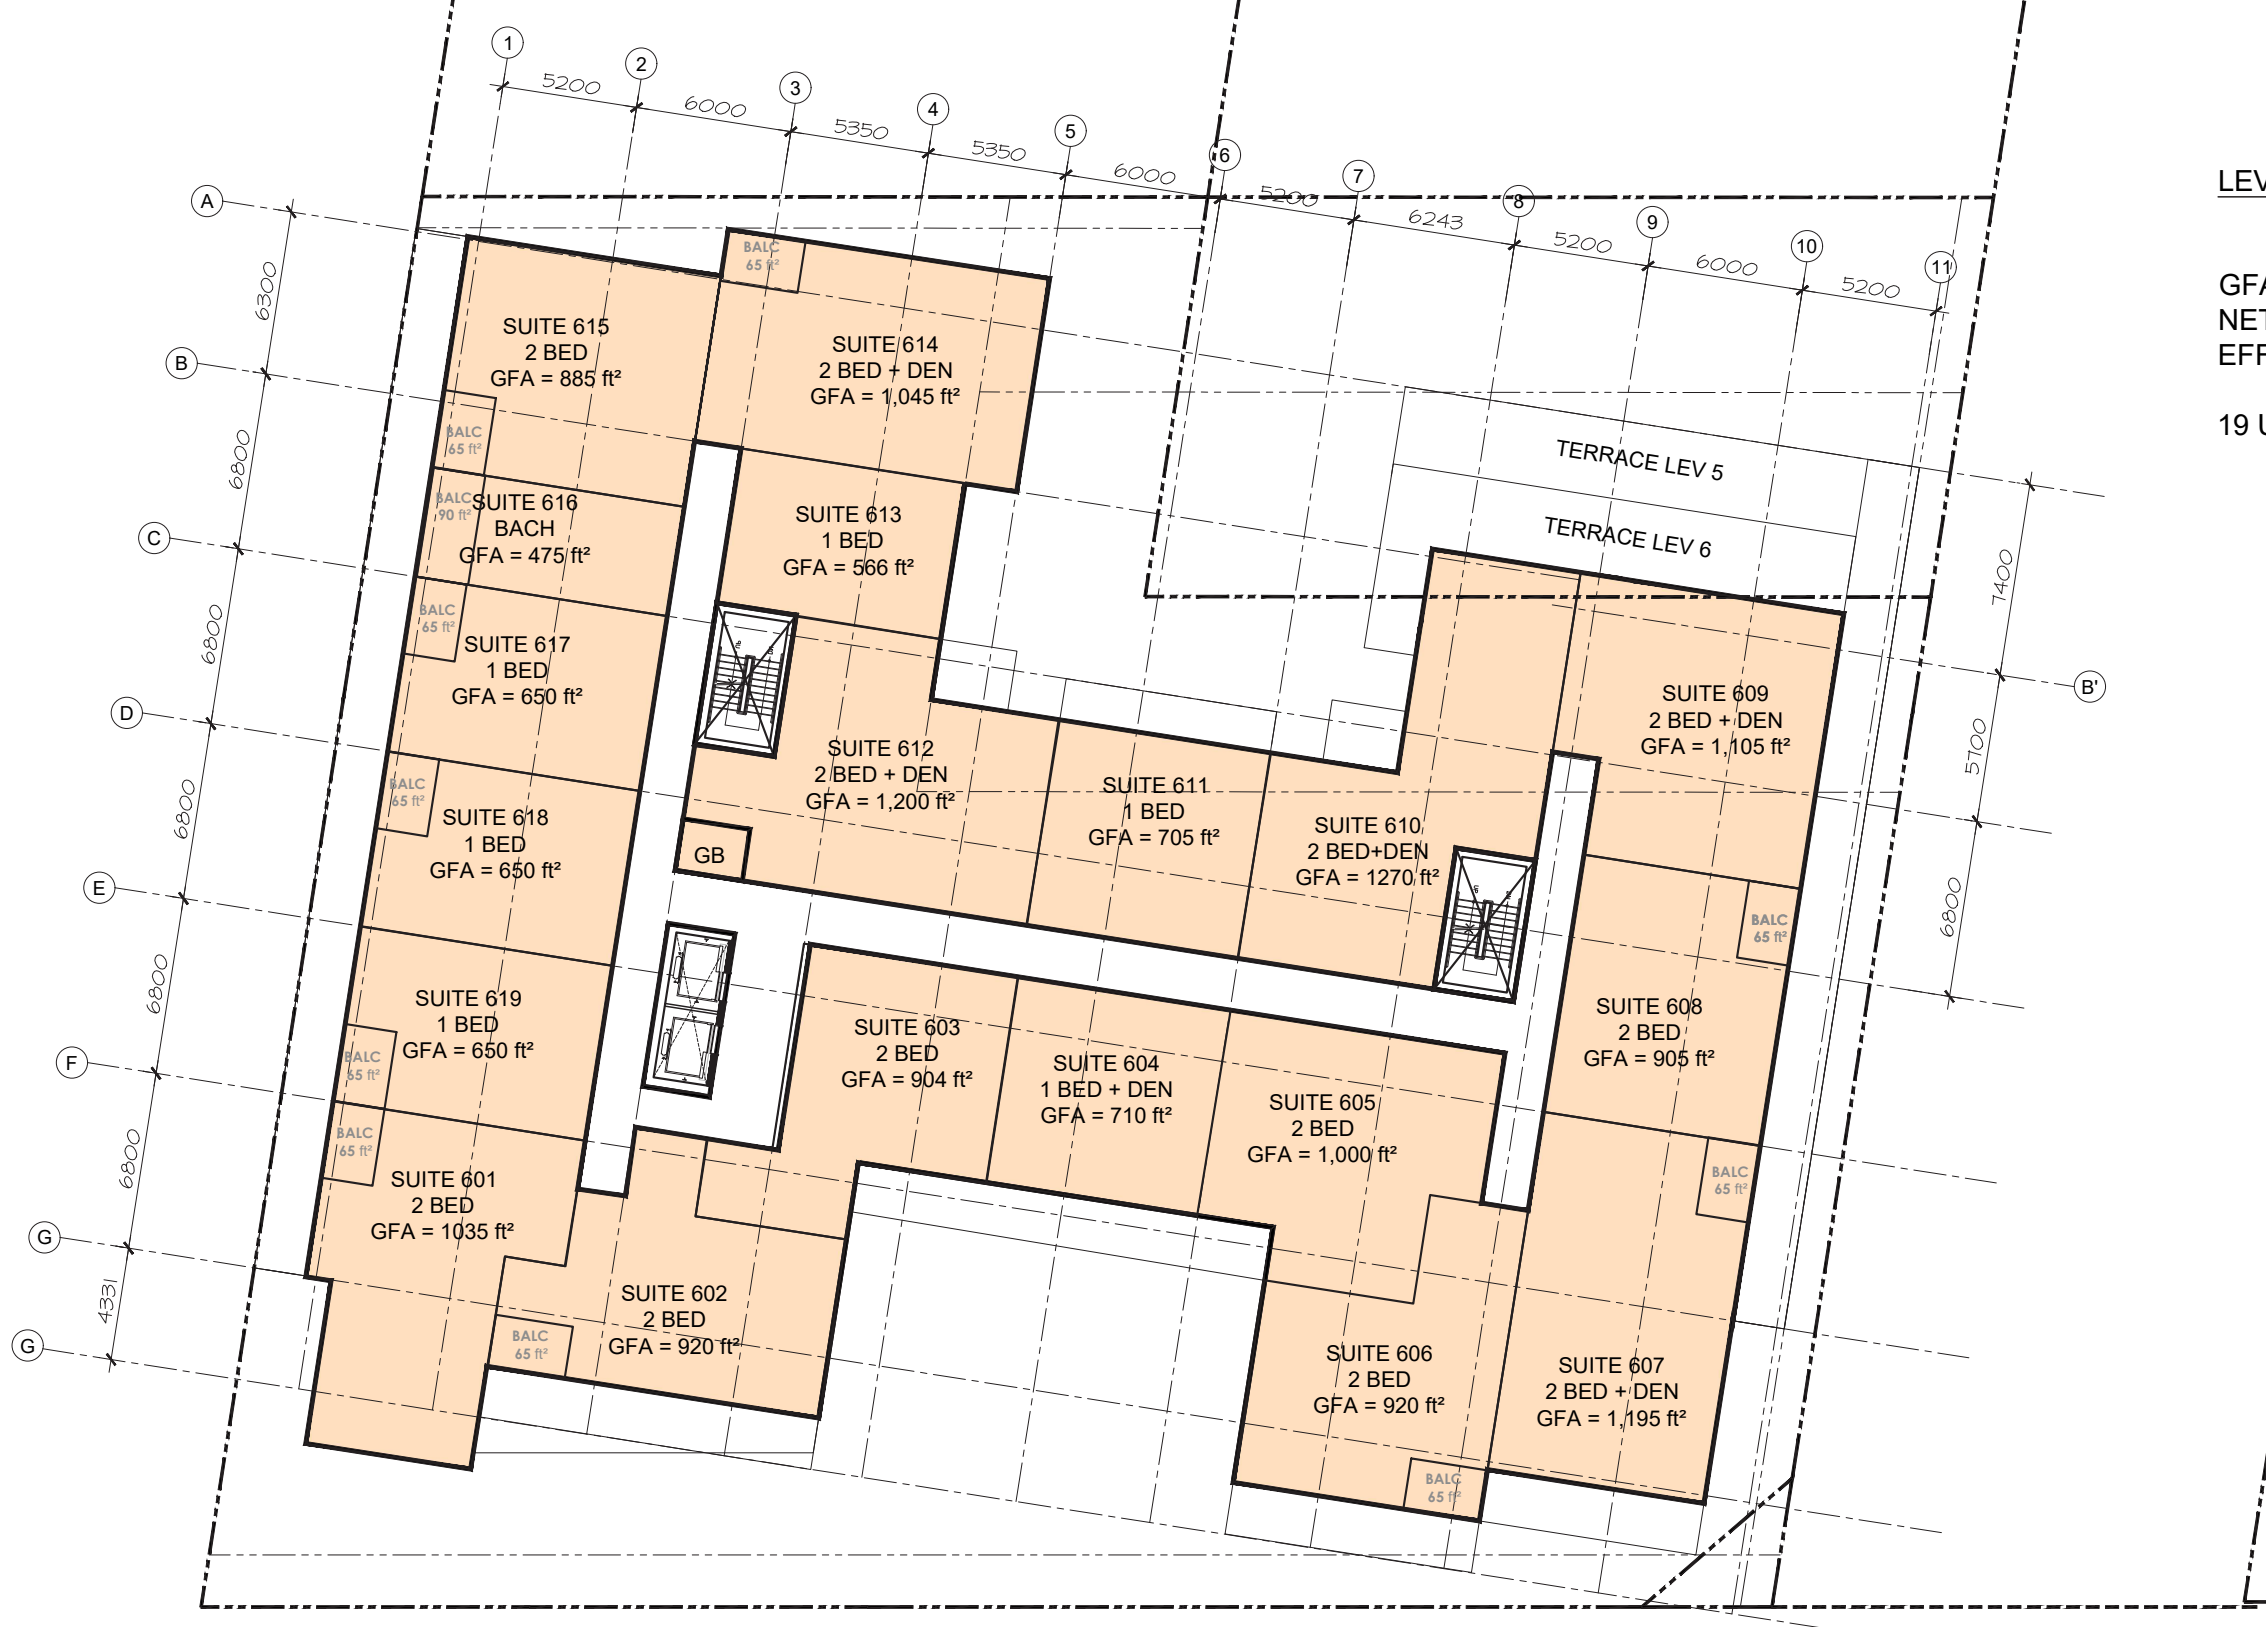 1
2
3
4
5
6
7
8
9
10
11
5200
6000
5350
5350
6000
5200
6243
5200
6000
5200
A
B
C
D
E
F
G
G
6300
6800
6800
6800
6800
6800
4331
B'
7400
5700
6800
LEV
GFA
NET
EFF
19 U
TERRACE LEV 5
TERRACE LEV 6
SUITE 615
2 BED
GFA = 885 ft²
BALC
65 ft²
BALC
65 ft²
SUITE 614
2 BED + DEN
GFA = 1,045 ft²
BALC
90 ft²
SUITE 616
BACH
GFA = 475 ft²
SUITE 613
1 BED
GFA = 566 ft²
BALC
65 ft²
SUITE 617
1 BED
GFA = 650 ft²
SUITE 609
2 BED + DEN
GFA = 1,105 ft²
SUITE 612
2 BED + DEN
GFA = 1,200 ft²
SUITE 611
1 BED
GFA = 705 ft²
BALC
65 ft²
SUITE 618
1 BED
GFA = 650 ft²
GB
SUITE 610
2 BED+DEN
GFA = 1270 ft²
BALC
65 ft²
SUITE 619
1 BED
GFA = 650 ft²
BALC
65 ft²
SUITE 603
2 BED
GFA = 904 ft²
SUITE 604
1 BED + DEN
GFA = 710 ft²
SUITE 605
2 BED
GFA = 1,000 ft²
SUITE 608
2 BED
GFA = 905 ft²
BALC
65 ft²
SUITE 601
2 BED
GFA = 1035 ft²
BALC
65 ft²
SUITE 602
2 BED
GFA = 920 ft²
BALC
65 ft²
SUITE 606
2 BED
GFA = 920 ft²
SUITE 607
2 BED + DEN
GFA = 1,195 ft²
BALC
65 ft²